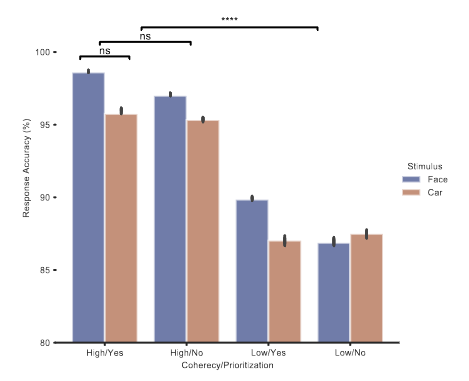 ****
ns
ns
100
95
90
85
80
Response Accuracy (%)
High/Yes
High/No
Low/Yes
Low/No
Coherecy/Prioritization
Stimulus
Face
Car